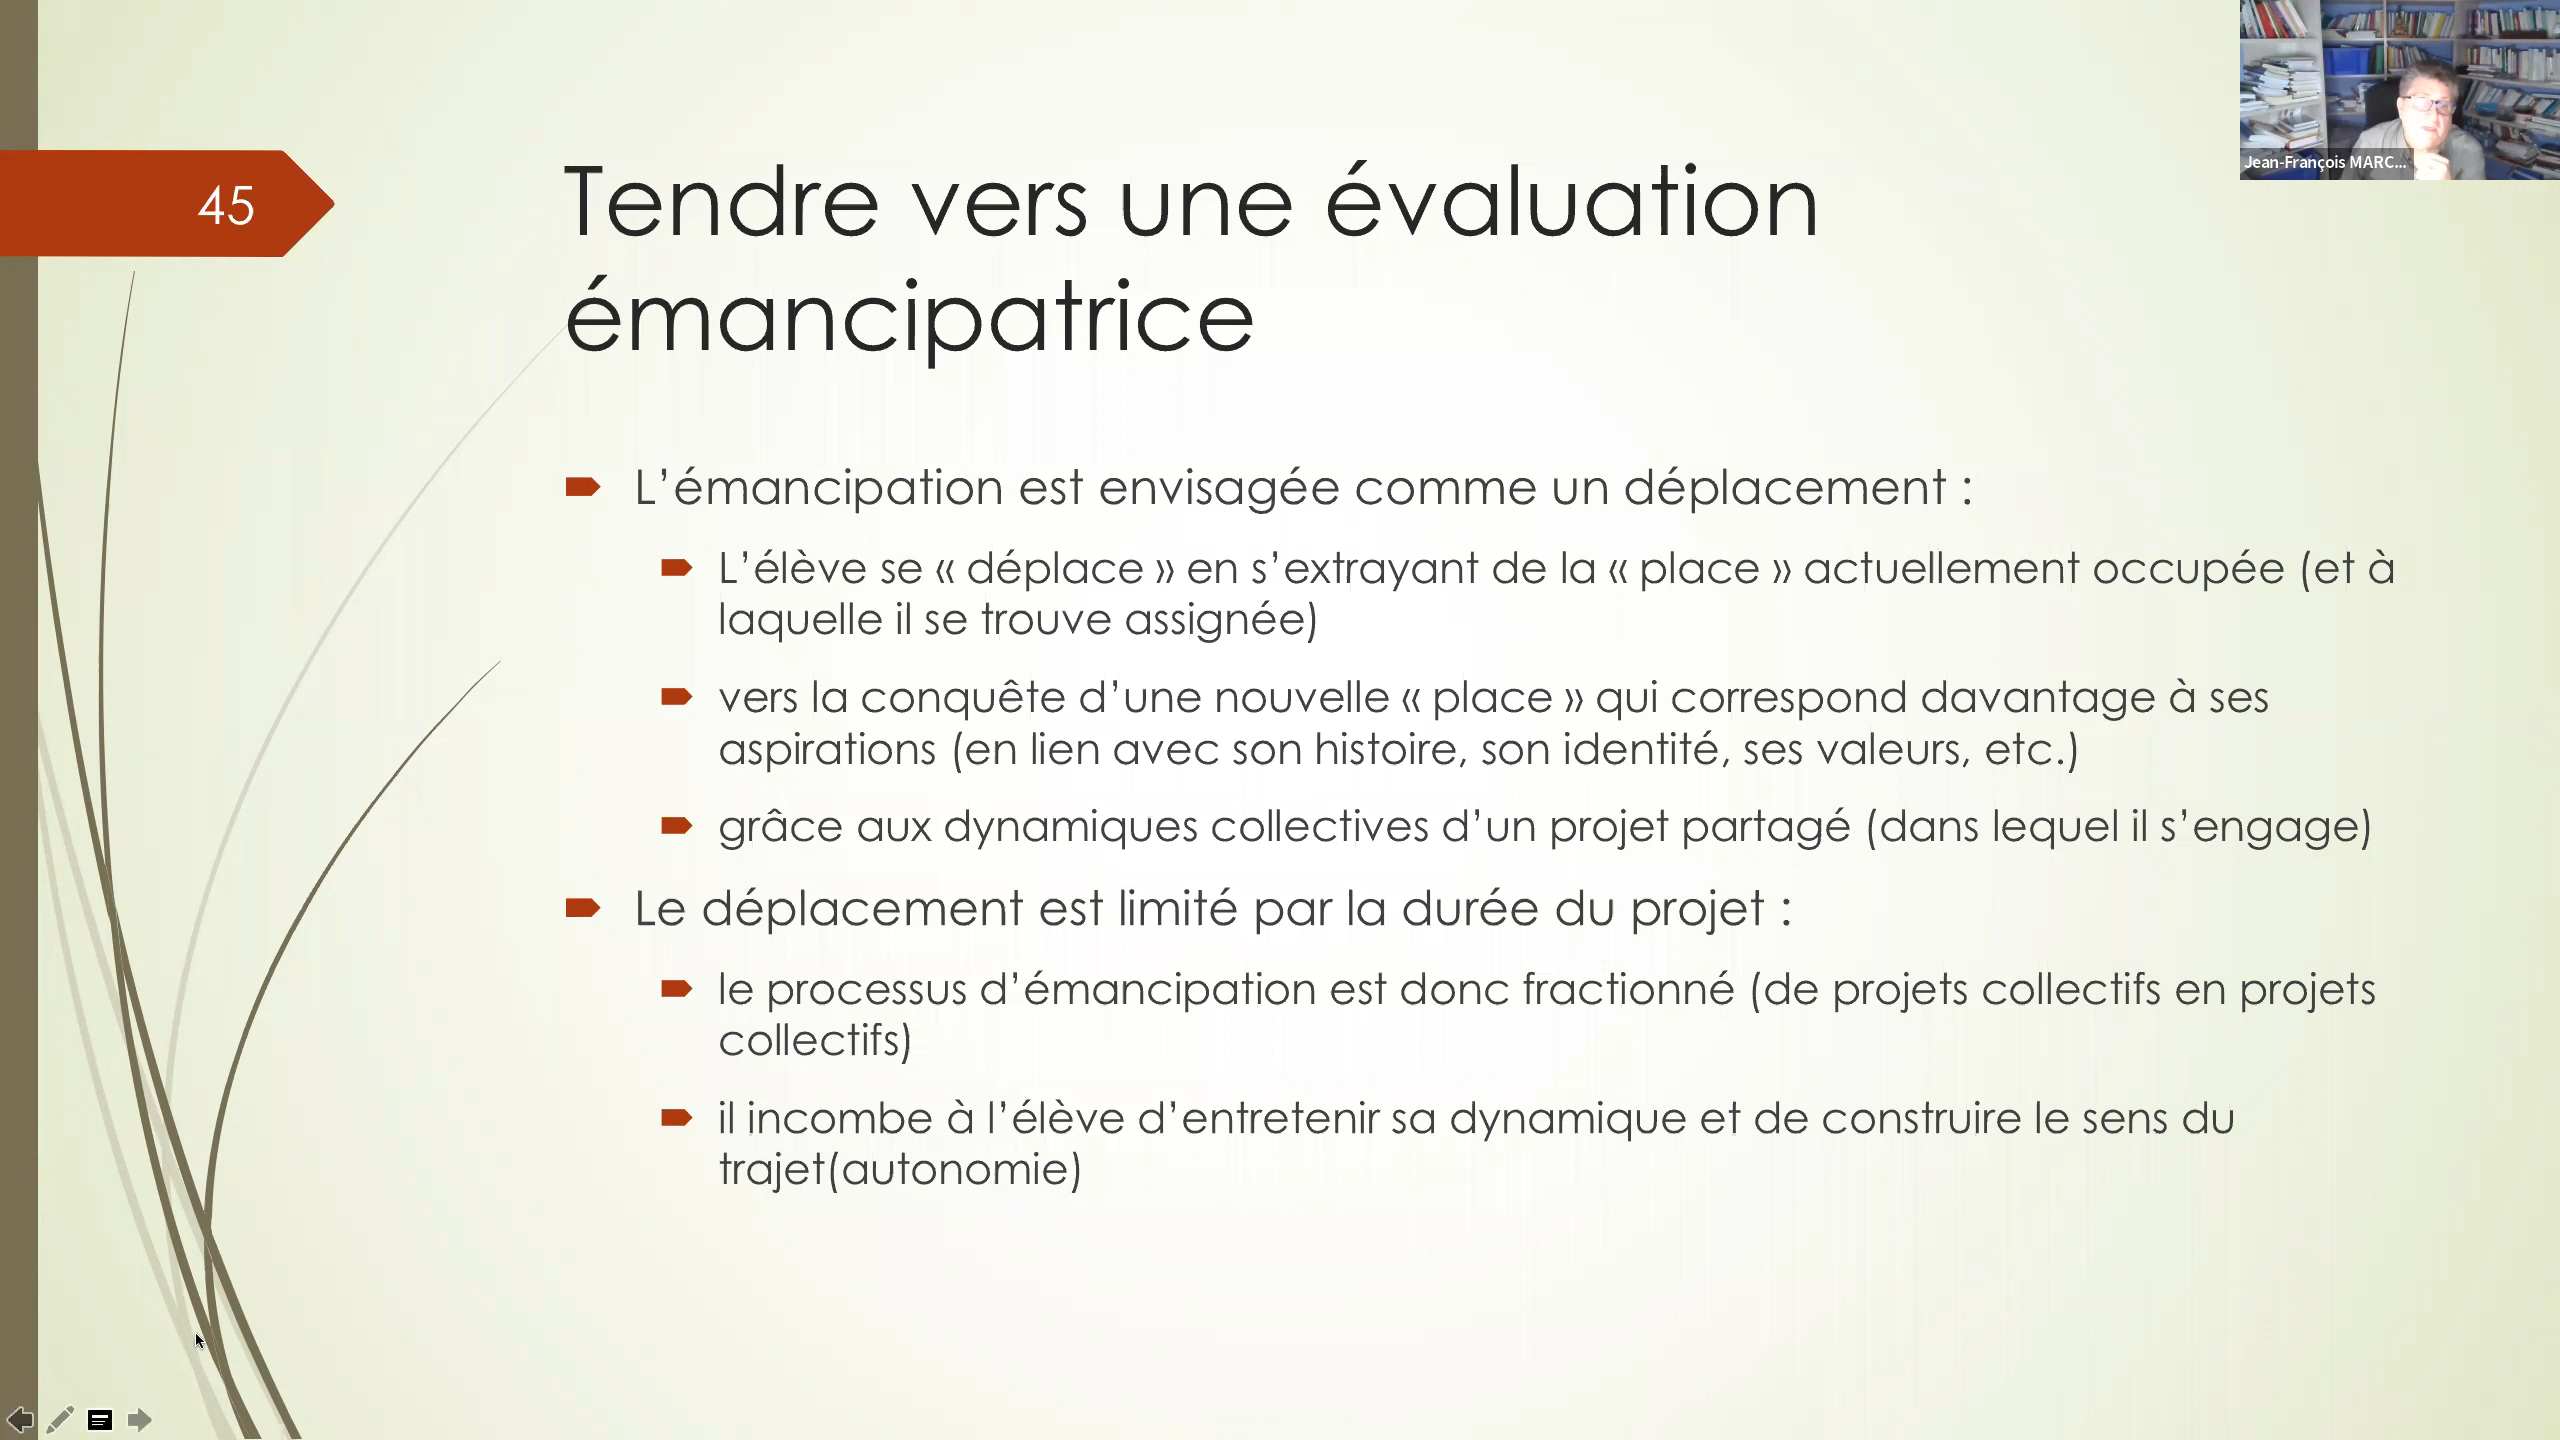 45
Tendre vers une évaluation
émancipatrice
L’émancipation est envisagée comme un déplacement :
L’élève se « déplace » en s’extrayant de la « place » actuellement occupée (et à
laquelle il se trouve assignée)
vers la conquête d’une nouvelle « place » qui correspond davantage à ses
aspirations (en lien avec son histoire, son identité, ses valeurs, etc.)
grâce aux dynamiques collectives d’un projet partagé (dans lequel il s’engage)
Le déplacement est limité par la durée du projet :
le processus d’émancipation est donc fractionné (de projets collectifs en projets
collectifs)
il incombe à l’élève d’entretenir sa dynamique et de construire le sens du
trajet(autonomie)
Jean-François MARC...